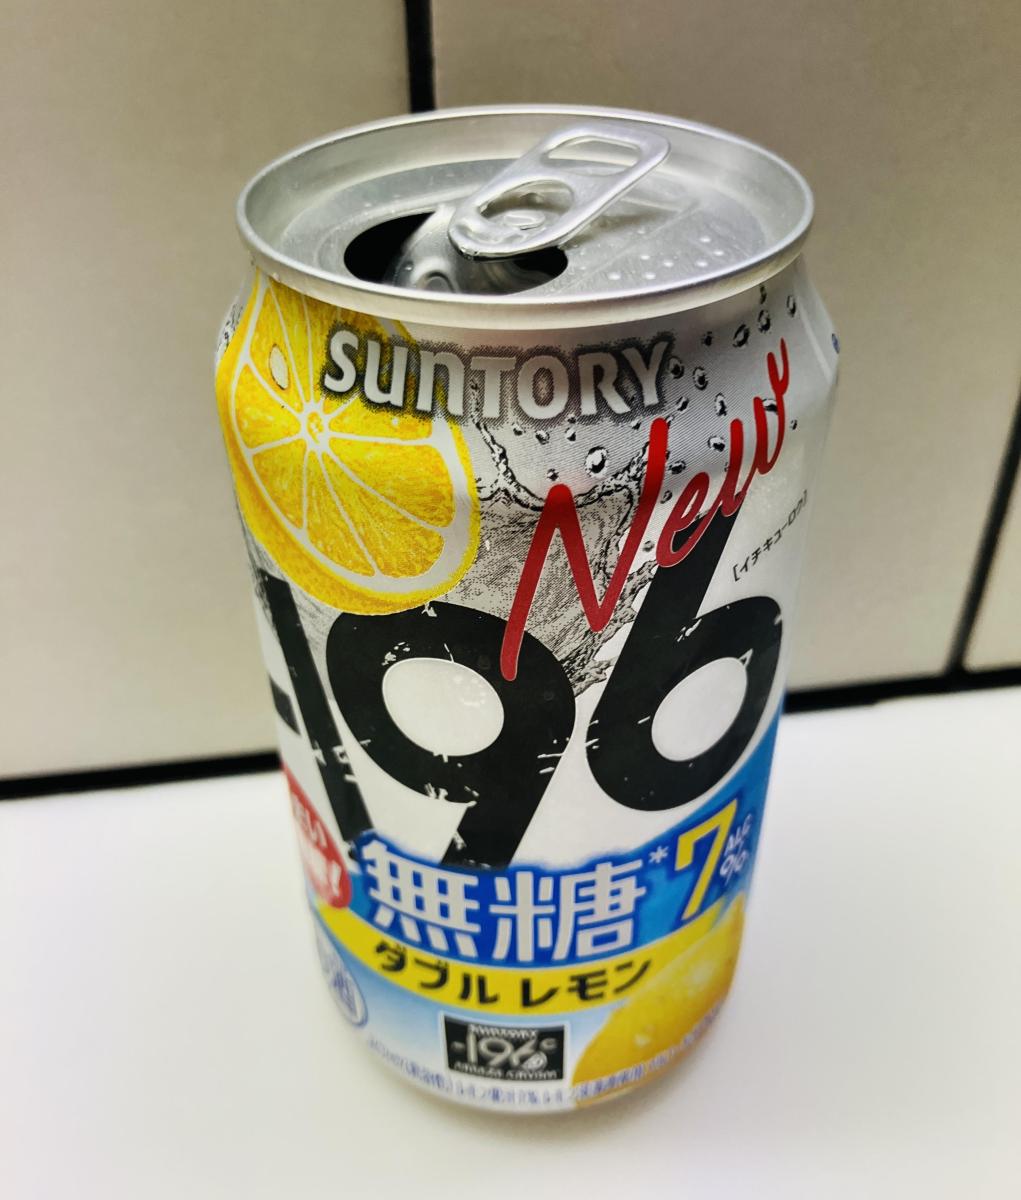 SUNTORY
New
[イチキューロク]
-196
無糖*
7
ALC.
%
ダブルレモン
SUNTORY
-196℃